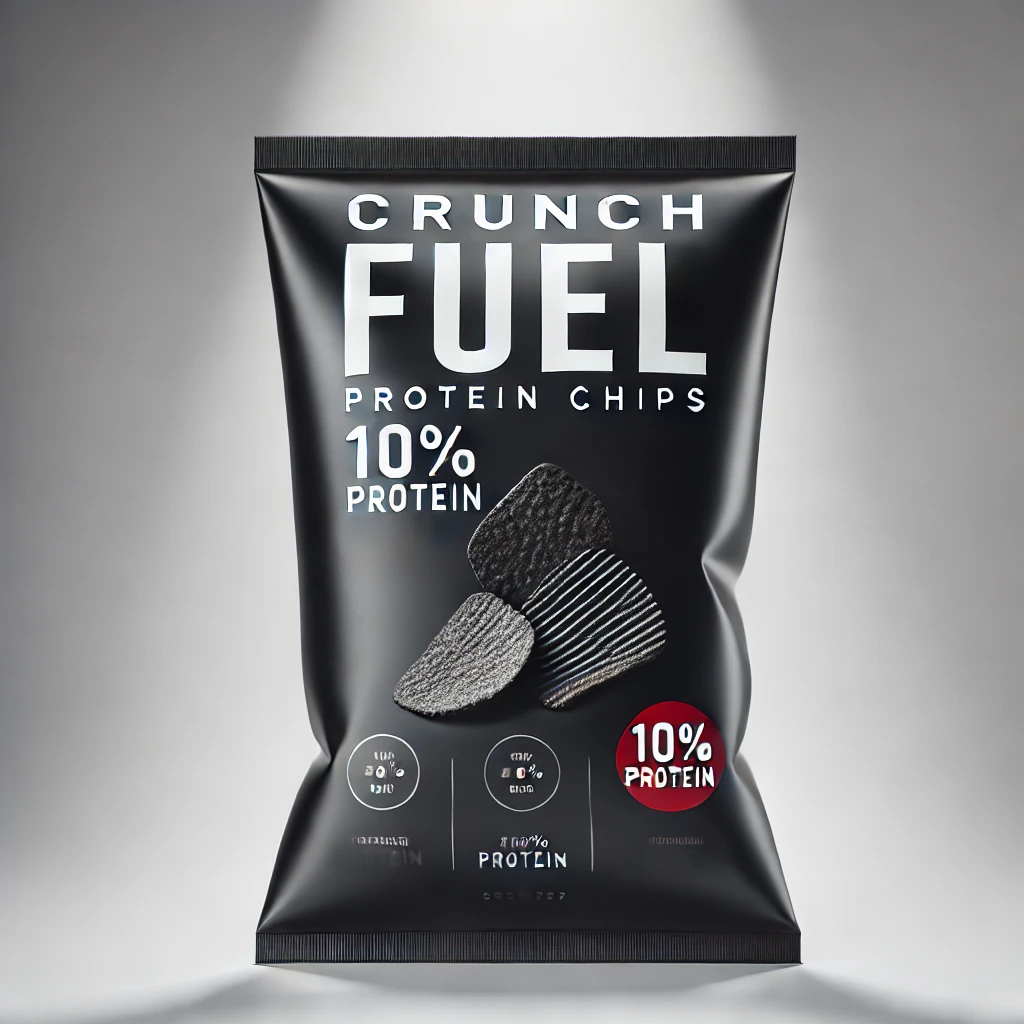 CRUNCH
FUEL
PROTEIN CHIPS
10%
PROTEIN
10%
PROTEIN
PROTEIN